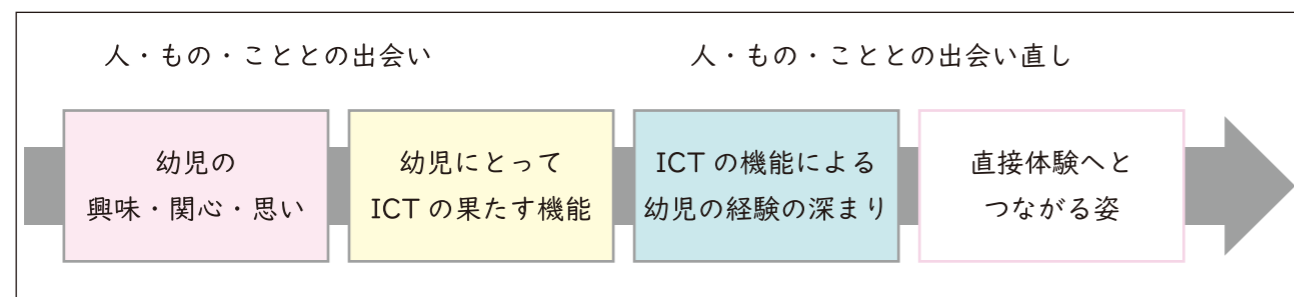 人・もの・こととの出会い
人・もの・こととの出会い直し
幼児の
興味・関心・思い
幼児にとって
ICT の果たす機能
ICT の機能による
幼児の経験の深まり
直接体験へと
つながる姿